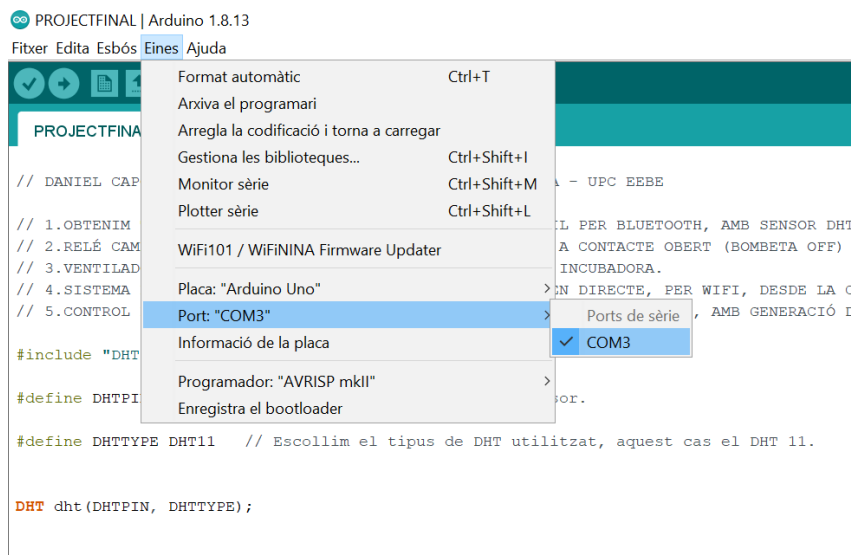 PROJECTFINAL | Arduino 1.8.13
Fitxer Edita Esbós Eines Ajuda
Format automàtic Ctrl+T
Arxiva el programari
PROJECTFINA
Arregla la codificació i torna a carregar
Gestiona les biblioteques... Ctrl+Shift+I
// DANIEL CAP
Monitor sèrie Ctrl+Shift+M
A - UPC EEBE
Plotter sèrie Ctrl+Shift+L
// 1.OBTENIM
IL PER BLUETOOTH, AMB SENSOR DHT
// 2.RELÉ CAM
WiFi101 / WiFiNINA Firmware Updater
A CONTACTE OBERT (BOMBETA OFF)
// 3.VENTILAD
INCUBADORA.
// 4.SISTEMA
Placa: "Arduino Uno"
EN DIRECTE, PER WIFI, DESDE LA
// 5.CONTROL
Port: "COM3"
Ports de sèrie
, AMB GENERACIÓ D
Informació de la placa
COM3
#include "DHT
Programador: "AVRISP mkII"
#define DHTPI
sor.
Enregistra el bootloader
#define DHTTYPE DHT11 // Escollim el tipus de DHT utilitzat, aquest cas el DHT 11.
DHT dht(DHTPIN, DHTTYPE);